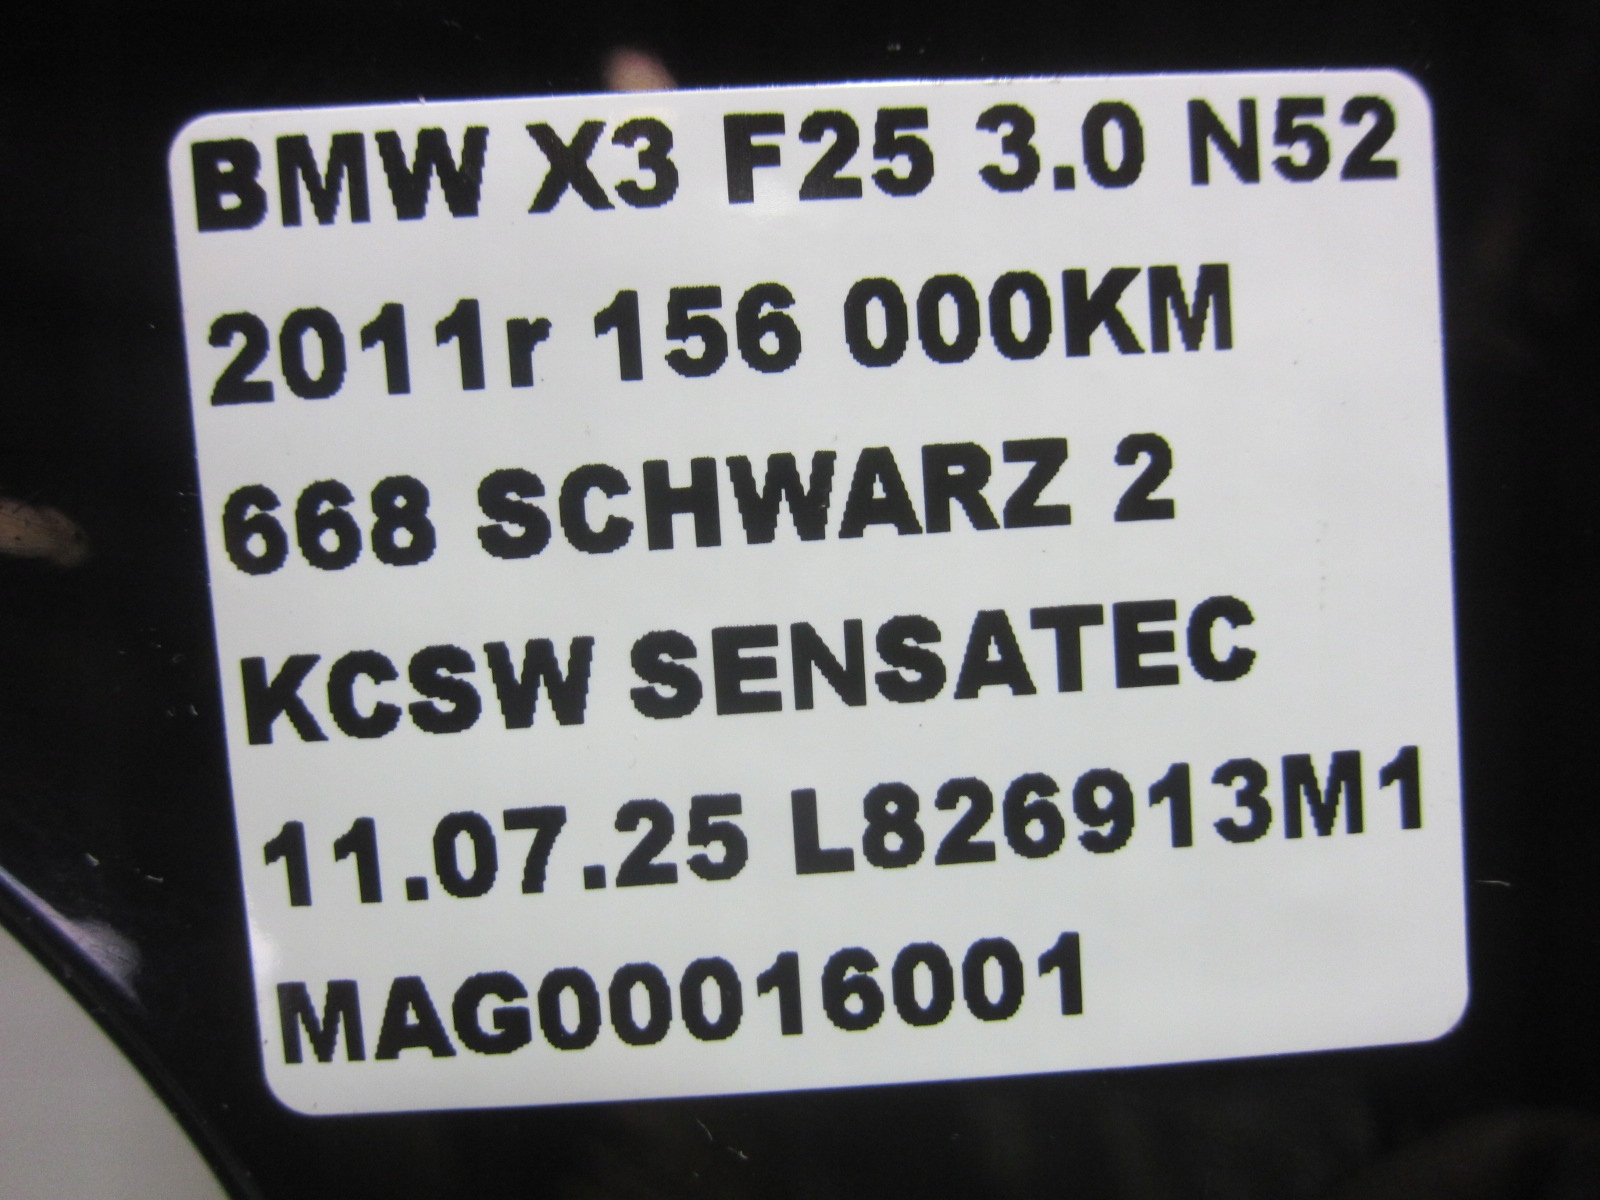 BMW X3 F25 3.0 N52
2011r 156 000KM
668 SCHWARZ 2
KCSW SENSATEC
11.07.25 L826913M1
MAG00016001